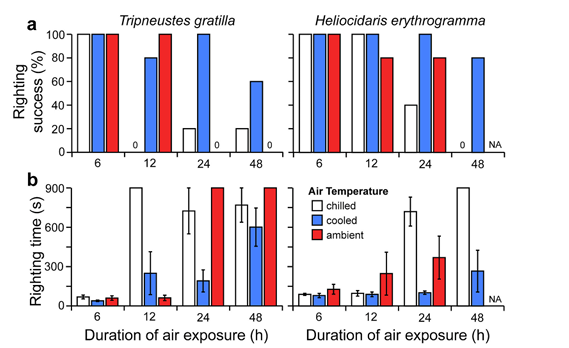 Tripneustes gratilla
Heliocidaris erythrogramma
a
Righting
success (%)
100
80
60
40
20
0
0
0
0
0
NA
6
12
24
48
6
12
24
48
b
Righting time (s)
900
600
300
0
Air Temperature
chilled
cooled
ambient
NA
6
12
24
48
6
12
24
48
Duration of air exposure (h)
Duration of air exposure (h)